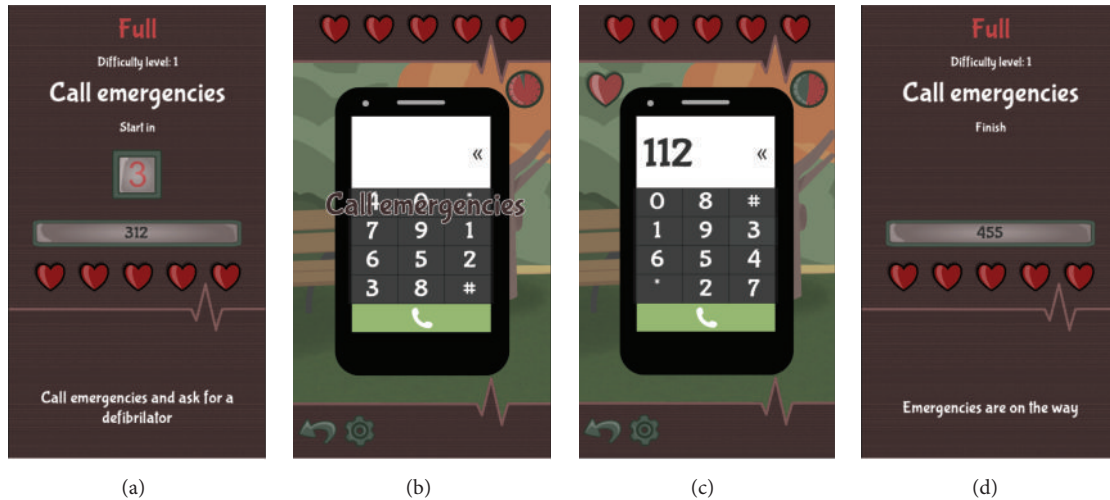 Full
Difficulty level: 1
Call emergencies
Start in
3
312
Call emergencies and ask for a
defibrilator
(a)
«
4 0 *
Call emergencies
7 9 1
6 5 2
3 8 #
(b)
112 «
0 8 #
1 9 3
6 5 4
* 2 7
(c)
Full
Difficulty level: 1
Call emergencies
Finish
455
Emergencies are on the way
(d)